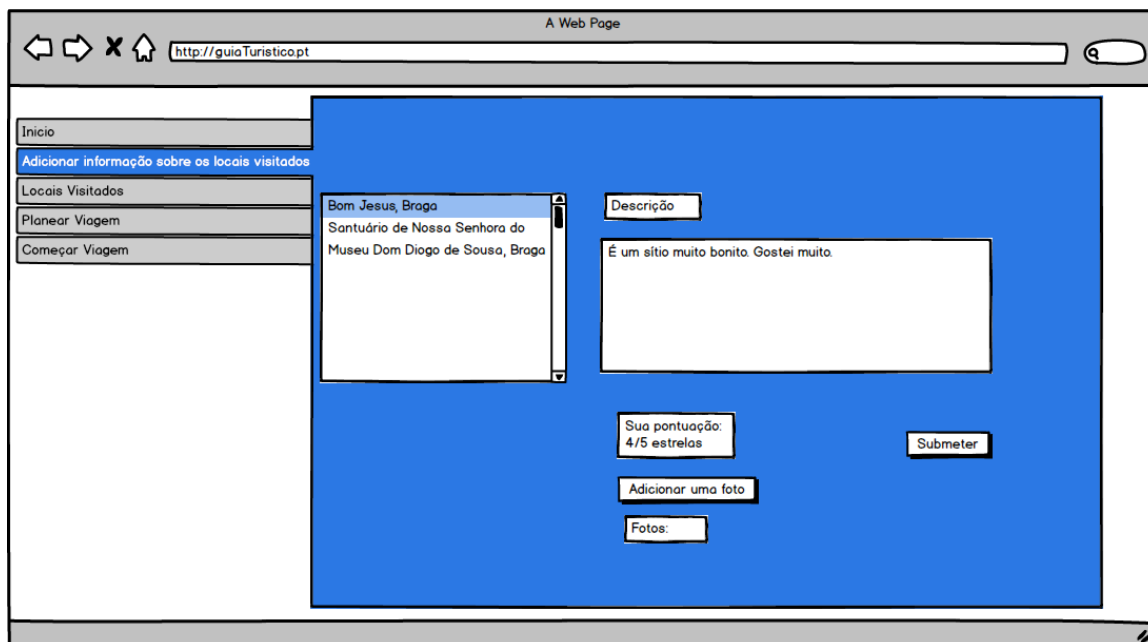 A Web Page
http://guiaTuristico.pt
Inicio
Adicionar informação sobre os locais visitados
Locais Visitados
Planear Viagem
Começar Viagem
Bom Jesus, Braga
Santuário de Nossa Senhora do
Museu Dom Diogo de Sousa, Braga
Descrição
É um sítio muito bonito. Gostei muito.
Sua pontuação:
4/5 estrelas
Submeter
Adicionar uma foto
Fotos: